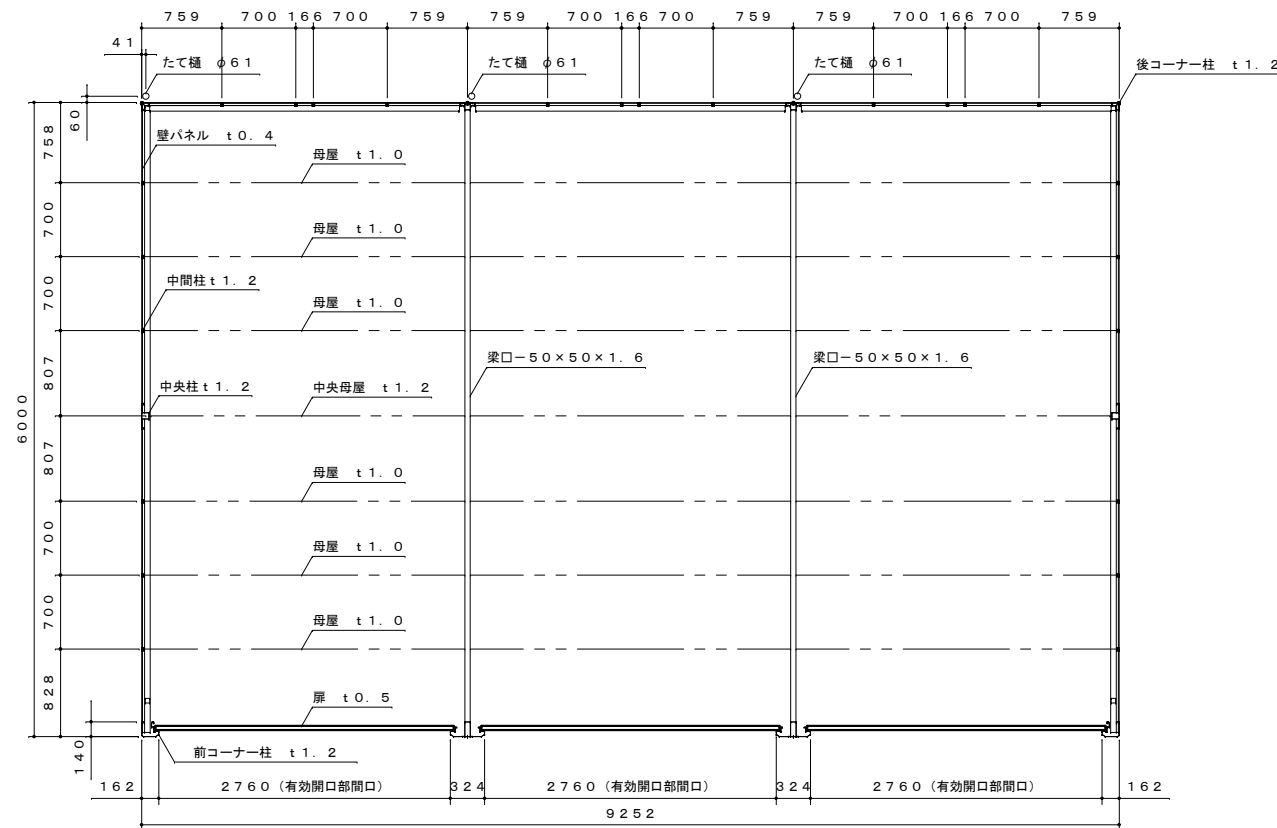 759 700 166 700 759 759 700 166 700 759 759 700 166 700 759
41
たて樋 φ61 たて樋 φ61 たて樋 φ61 後コーナー柱 t1.2
60
758
壁パネル t0.4
母屋 t1.0
700
母屋 t1.0
700
中間柱t1.2
母屋 t1.0
807
梁口−50×50×1.6 梁口−50×50×1.6
中央柱t1.2 中央母屋 t1.2
6000
807
母屋 t1.0
700
母屋 t1.0
700
母屋 t1.0
828
扉 t0.5
140
前コーナー柱 t1.2
162 2760(有効開口部間口) 324 2760(有効開口部間口) 324 2760(有効開口部間口) 162
9252